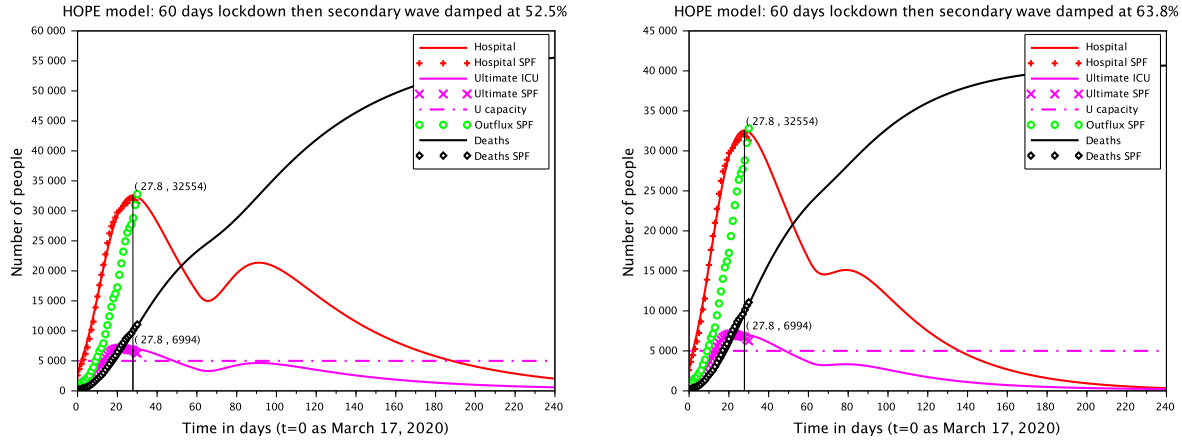 HOPE model: 60 days lockdown then secondary wave damped at 52.5%
60 000
55 000
50 000
45 000
40 000
35 000
30 000
25 000
20 000
15 000
10 000
5 000
0
Number of people
Hospital
Hospital SPF
Ultimate ICU
Ultimate SPF
U capacity
Outflux SPF
Deaths
Deaths SPF
( 27.8 , 32554)
( 27.8 , 6994)
0 20 40 60 80 100 120 140 160 180 200 220 240
Time in days (t=0 as March 17, 2020)
HOPE model: 60 days lockdown then secondary wave damped at 63.8%
45 000
40 000
35 000
30 000
25 000
20 000
15 000
10 000
5 000
0
Number of people
Hospital
Hospital SPF
Ultimate ICU
Ultimate SPF
U capacity
Outflux SPF
Deaths
Deaths SPF
( 27.8 , 32554)
( 27.8 , 6994)
0 20 40 60 80 100 120 140 160 180 200 220 240
Time in days (t=0 as March 17, 2020)